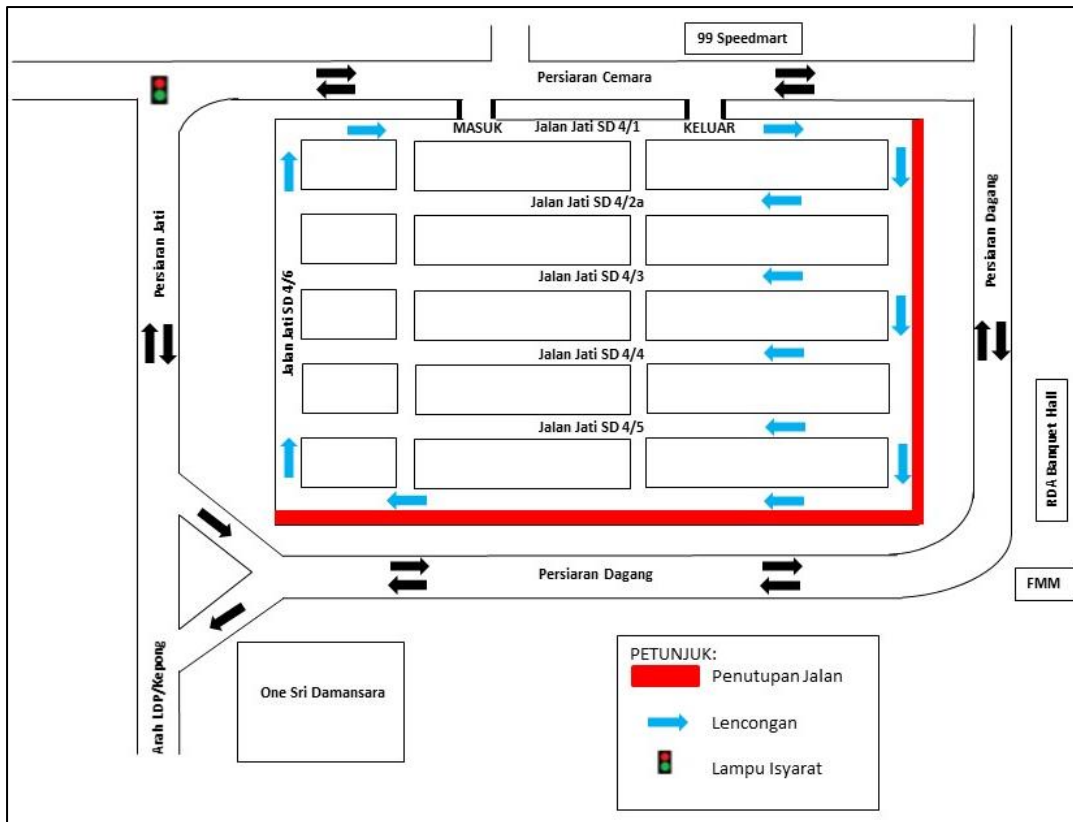 99 Speedmart
Persiaran Cemara
MASUK
Jalan Jati SD 4/1
KELUAR
Jalan Jati SD 4/2a
Persiaran Jati
Persiaran Dagang
Jalan Jati SD 4/3
Jalan Jati SD 4/6
Jalan Jati SD 4/4
Jalan Jati SD 4/5
RDA Banquet Hall
Persiaran Dagang
FMM
Arah LDP/Kepong
One Sri Damansara
PETUNJUK:
Penutupan Jalan
Lencongan
Lampu Isyarat